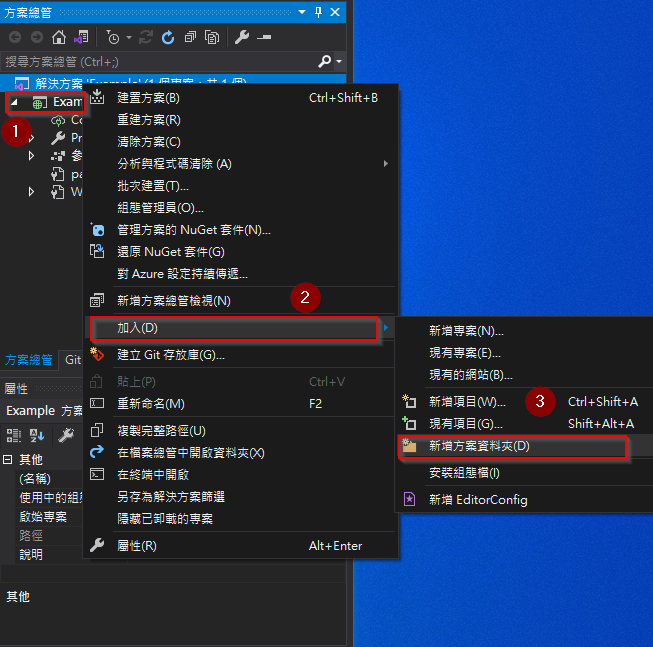 方案總管
搜尋方案總管 (Ctrl+;)
解決方案 'Example' (1 個專案，共 1 個)
1
Exam
Co
Pr
參
pa
W
方案總管
Git
屬性
Example 方案
其他
(名稱)
使用中的組態
啟始專案
路徑
說明
其他
建置方案(B) Ctrl+Shift+B
重建方案(R)
清除方案(C)
分析與程式碼清除 (A)
批次建置(T)...
組態管理員(O)...
管理方案的 NuGet 套件(N)...
還原 NuGet 套件(G)
對 Azure 設定持續傳遞...
新增方案總管檢視(N)
2
加入(D)
建立 Git 存放庫(G)...
貼上(P) Ctrl+V
重新命名(M) F2
複製完整路徑(U)
在檔案總管中開啟資料夾(X)
在終端中開啟
另存為解決方案篩選
隱藏已卸載的專案
屬性(R) Alt+Enter
新增專案(N)...
現有專案(E)...
現有的網站(B)...
新增項目(W)... Ctrl+Shift+A
3
現有項目(G)... Shift+Alt+A
新增方案資料夾(D)
安裝組態檔(I)
新增 EditorConfig